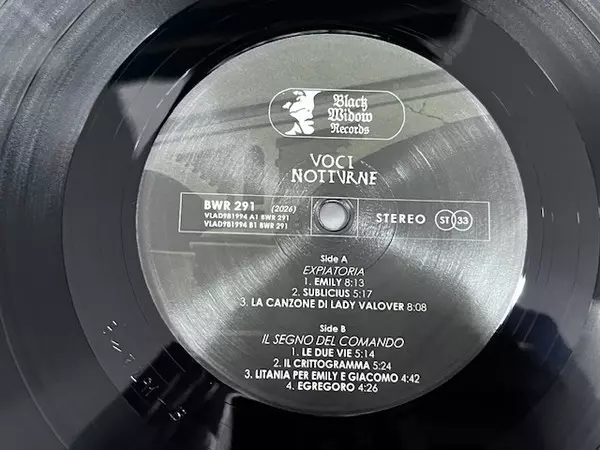 Black
Widow
Records
VOCI
NOTTVRNE
BWR 291 (2026)
VLAD9B1994 A1 BWR 291
VLAD9B1994 B1 BWR 291
STEREO ST 33
Side A
EXPIATORIA
1. EMILY 8:13
2. SUBLICIUS 5:17
3. LA CANZONE DI LADY VALOVER 8:08
Side B
IL SEGNO DEL COMANDO
1. LE DUE VIE 5:14
2. IL CRITTOGRAMMA 5:24
3. LITANIA PER EMILY E GIACOMO 4:42
4. EGREGORO 4:26